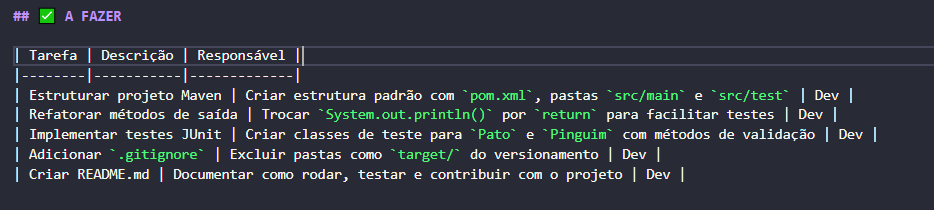 ## ✅ A FAZER
| Tarefa | Descrição | Responsável |
|--------|-----------|-------------|
| Estruturar projeto Maven | Criar estrutura padrão com `pom.xml`, pastas `src/main` e `src/test` | Dev |
| Refatorar métodos de saída | Trocar `System.out.println()` por `return` para facilitar testes | Dev |
| Implementar testes JUnit | Criar classes de teste para `Pato` e `Pinguim` com métodos de validação | Dev |
| Adicionar `.gitignore` | Excluir pastas como `target/` do versionamento | Dev |
| Criar README.md | Documentar como rodar, testar e contribuir com o projeto | Dev |